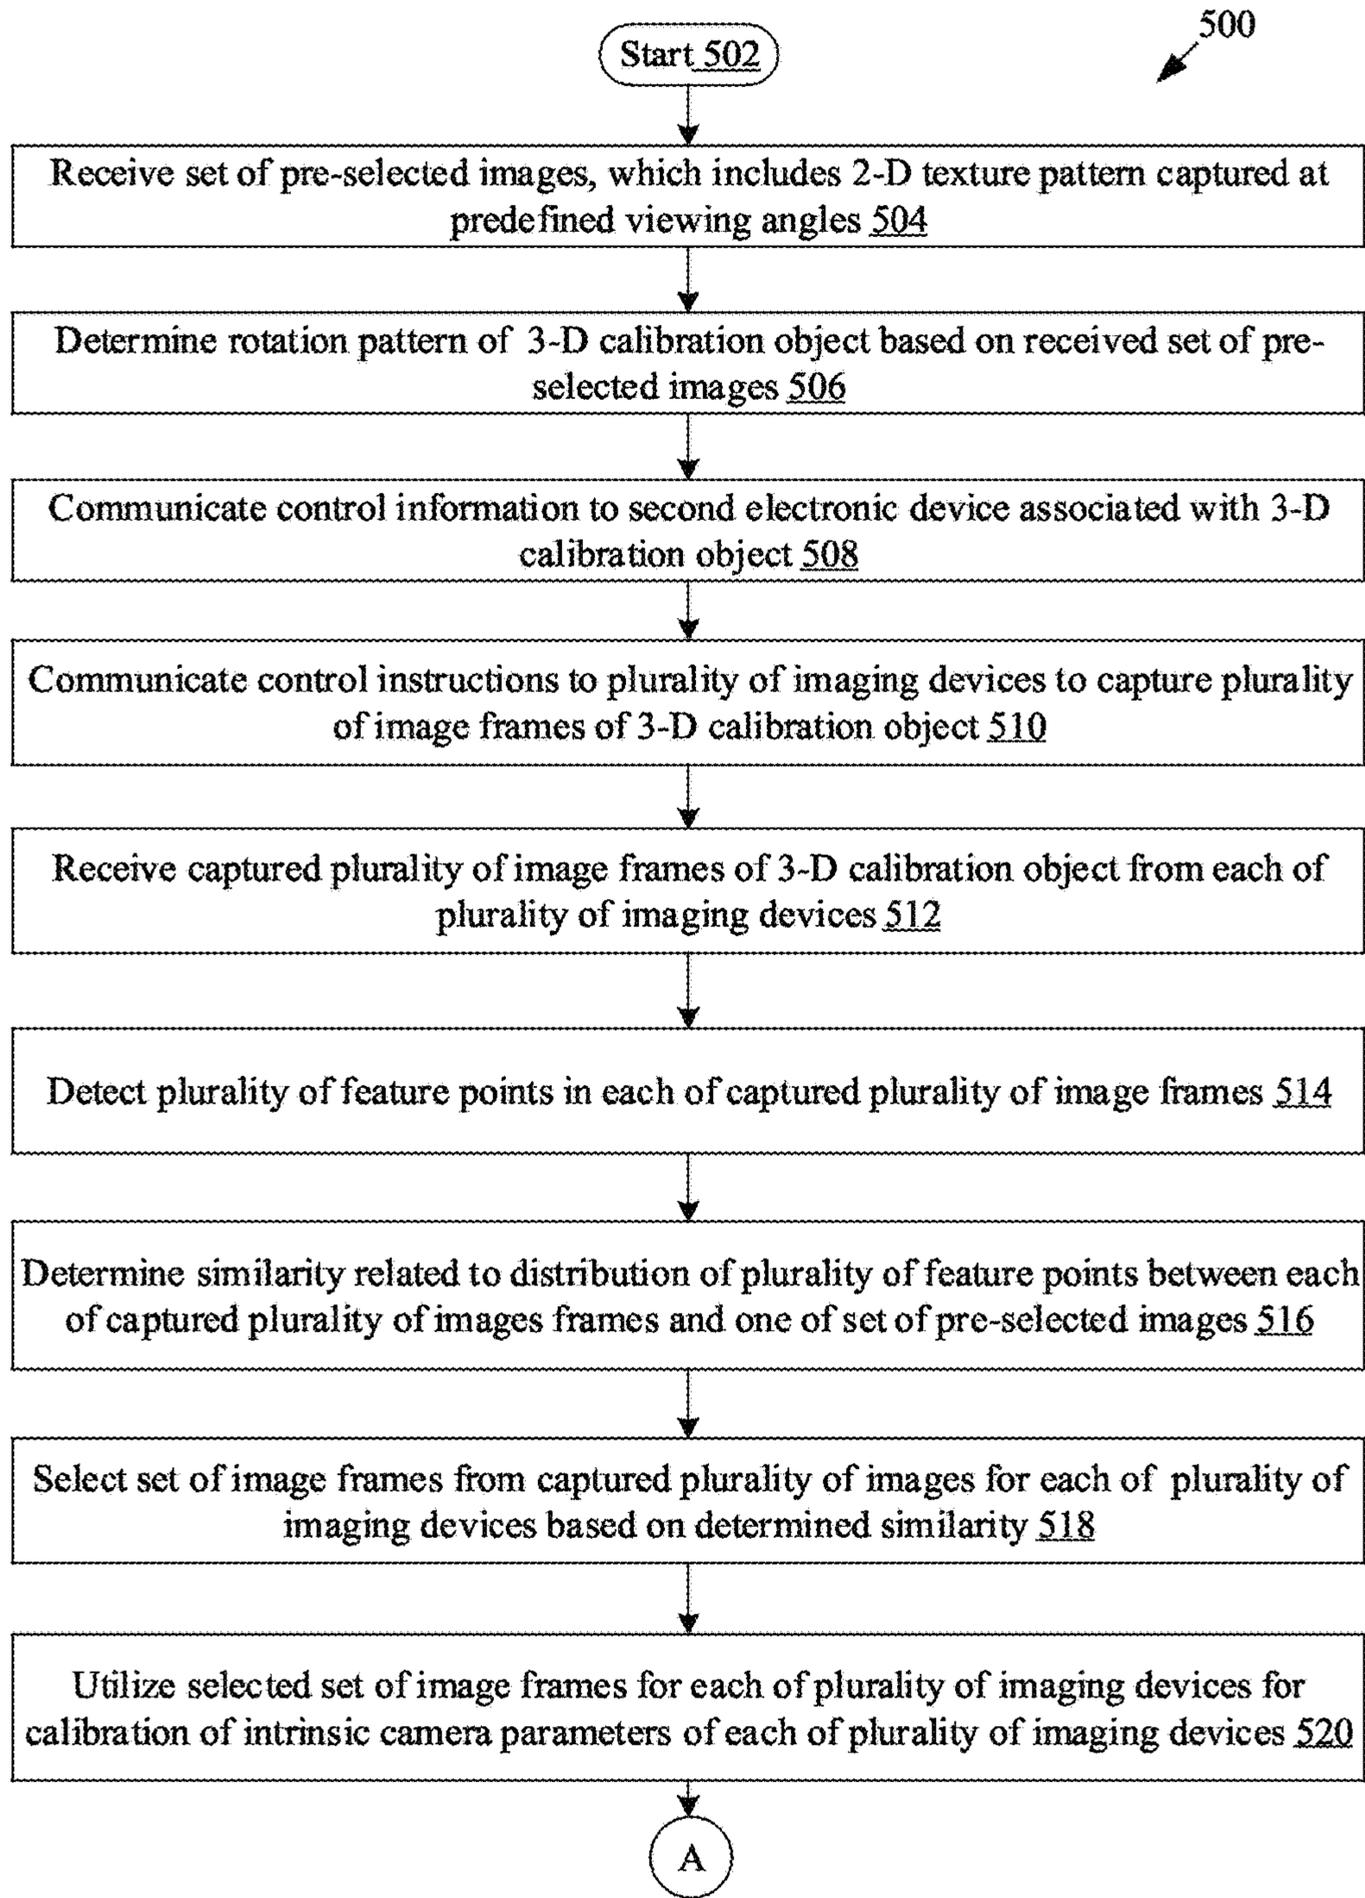 500
Start 502
Receive set of pre-selected images, which includes 2-D texture pattern captured at
predefined viewing angles 504
Determine rotation pattern of 3-D calibration object based on received set of pre-
selected images 506
Communicate control information to second electronic device associated with 3-D
calibration object 508
Communicate control instructions to plurality of imaging devices to capture plurality
of image frames of 3-D calibration object 510
Receive captured plurality of image frames of 3-D calibration object from each of
plurality of imaging devices 512
Detect plurality of feature points in each of captured plurality of image frames 514
Determine similarity related to distribution of plurality of feature points between each
of captured plurality of images frames and one of set of pre-selected images 516
Select set of image frames from captured plurality of images for each of plurality of
imaging devices based on determined similarity 518
Utilize selected set of image frames for each of plurality of imaging devices for
calibration of intrinsic camera parameters of each of plurality of imaging devices 520
A